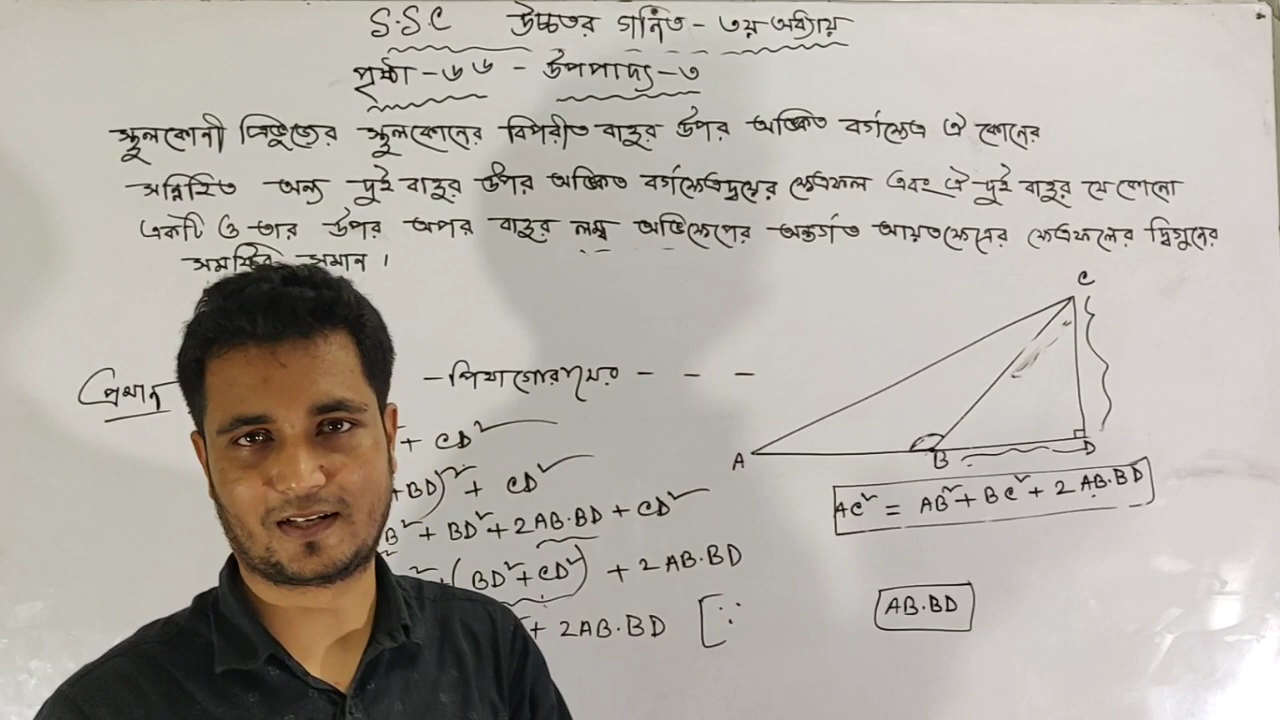 S.SC উচ্চতর গনিত - ৩য় অধ্যায়
পৃষ্ঠা - ৬৬ - উপপাদ্য - ৩
স্থূলকোনী ত্রিভুজের স্থূলকোনের বিপরীত বাহুর উপর অঙ্কিত বর্গক্ষেত্র ঐ কোনের
সন্নিহিত অন্য দুই বাহুর উপর অঙ্কিত বর্গক্ষেত্রদ্বয়ের ক্ষেত্রফল এবং ঐ দুই বাহুর যে কোনো
একটি ও তার উপর অপর বাহুর লম্ব অভিক্ষেপের অন্তর্গত আয়তক্ষেত্রের ক্ষেত্রফলের দ্বিগুনের
সমষ্টির সমান ।
C
প্রমান - পিথাগোরাসের - - -
+ CD²
A B D
+BD)² + CD²
AC² = AB² + BC² + 2 AB.BD
B² + BD² + 2AB.BD + CD²
² + (BD² + CD²) + 2AB.BD
AB.BD
+ 2AB.BD [∵